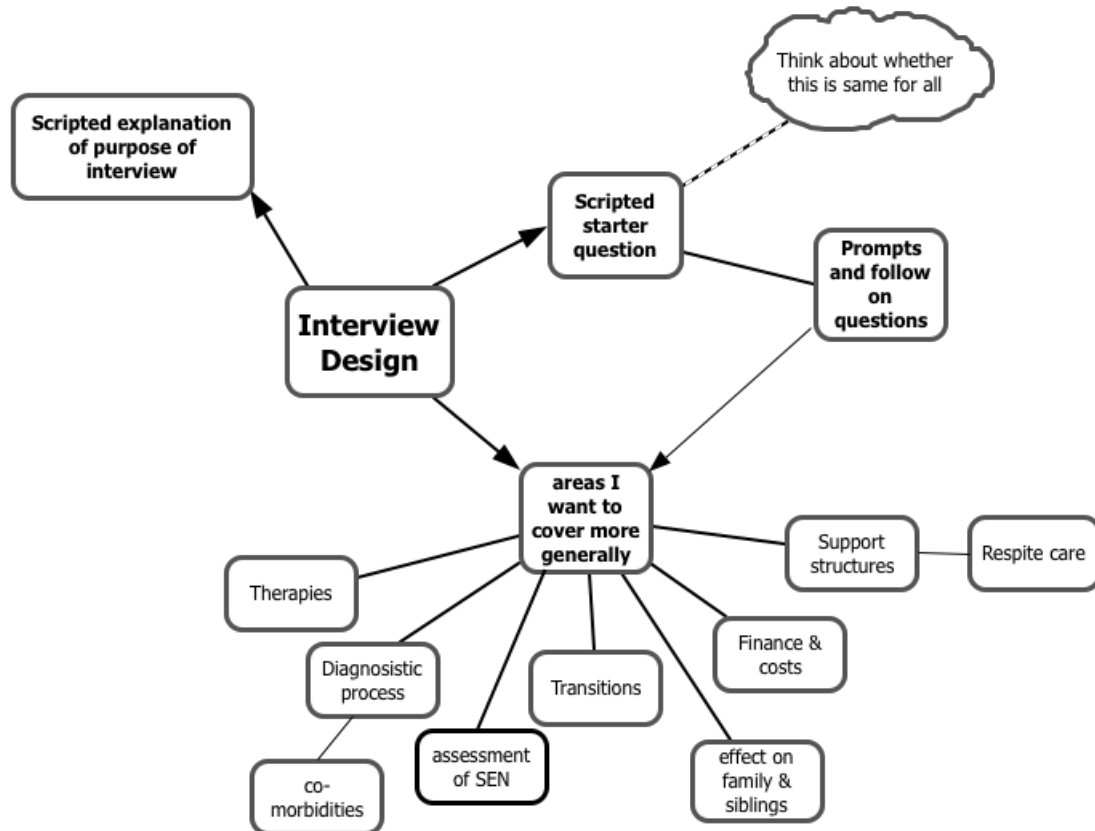 Think about whether
this is same for all
Scripted explanation
of purpose of
interview
Scripted
starter
question
Prompts
and follow
on
questions
Interview
Design
areas I
want to
cover more
generally
Support
structures
Respite care
Therapies
Finance &
costs
Diagnosistic
process
Transitions
assessment
of SEN
effect on
family &
siblings
co-
morbidities